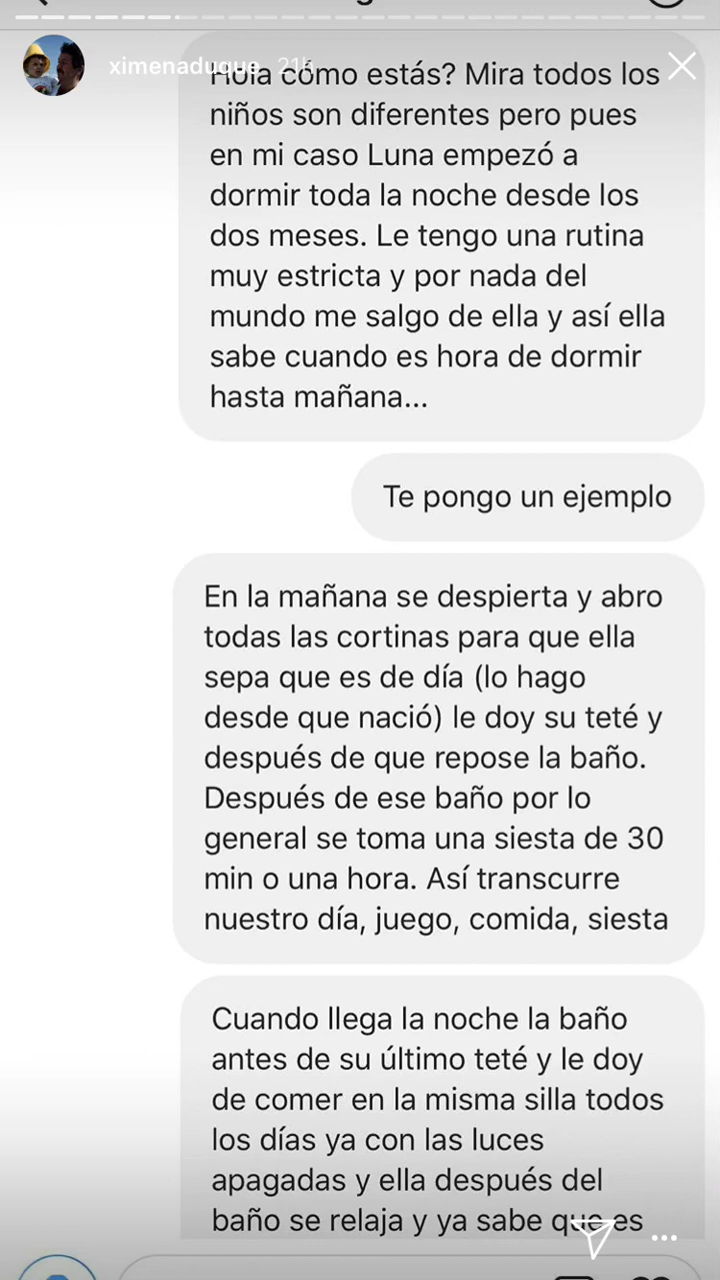 ximenaduque 21h
Hola cómo estás? Mira todos los
niños son diferentes pero pues
en mi caso Luna empezó a
dormir toda la noche desde los
dos meses. Le tengo una rutina
muy estricta y por nada del
mundo me salgo de ella y así ella
sabe cuando es hora de dormir
hasta mañana...
Te pongo un ejemplo
En la mañana se despierta y abro
todas las cortinas para que ella
sepa que es de día (lo hago
desde que nació) le doy su teté y
después de que repose la baño.
Después de ese baño por lo
general se toma una siesta de 30
min o una hora. Así transcurre
nuestro día, juego, comida, siesta
Cuando llega la noche la baño
antes de su último teté y le doy
de comer en la misma silla todos
los días ya con las luces
apagadas y ella después del
baño se relaja y ya sabe que es